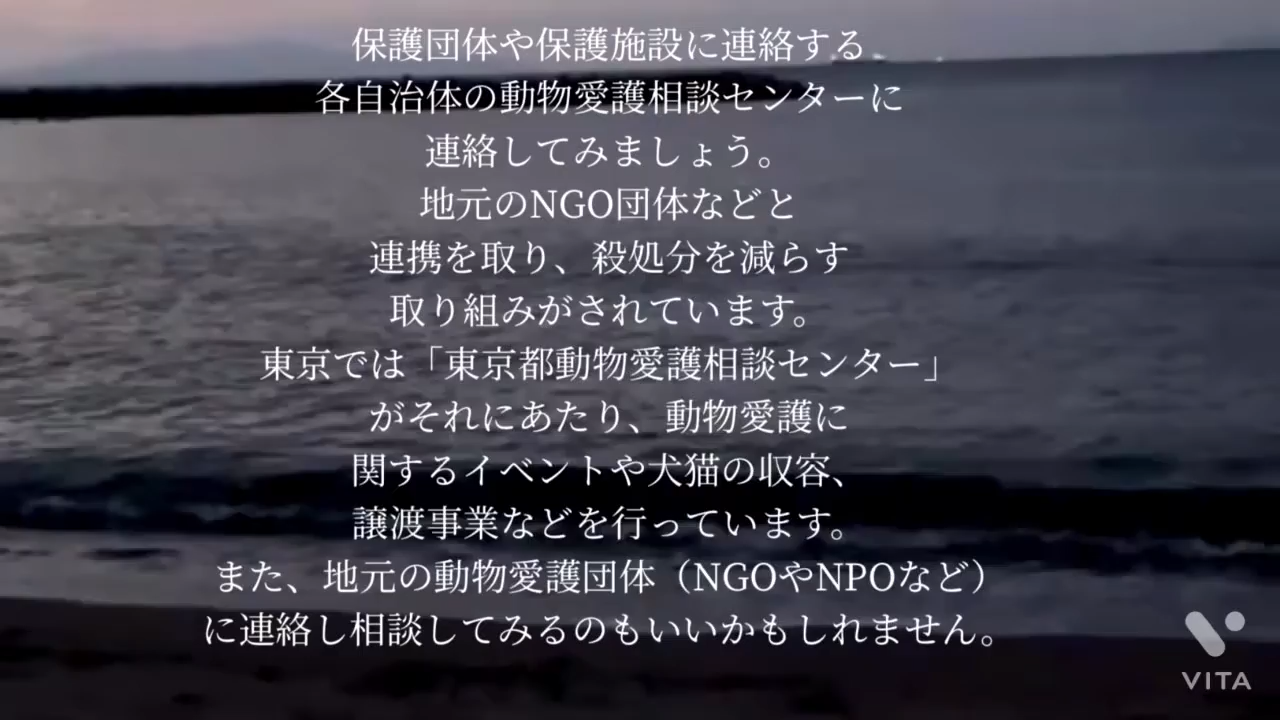 保護団体や保護施設に連絡する
各自治体の動物愛護相談センターに
連絡してみましょう。
地元のNGO団体などと
連携を取り、殺処分を減らす
取り組みがされています。
東京では「東京都動物愛護相談センター」
がそれにあたり、動物愛護に
関するイベントや犬猫の収容、
譲渡事業などを行っています。
また、地元の動物愛護団体（NGOやNPOなど）
に連絡し相談してみるのもいいかもしれません。
VITA